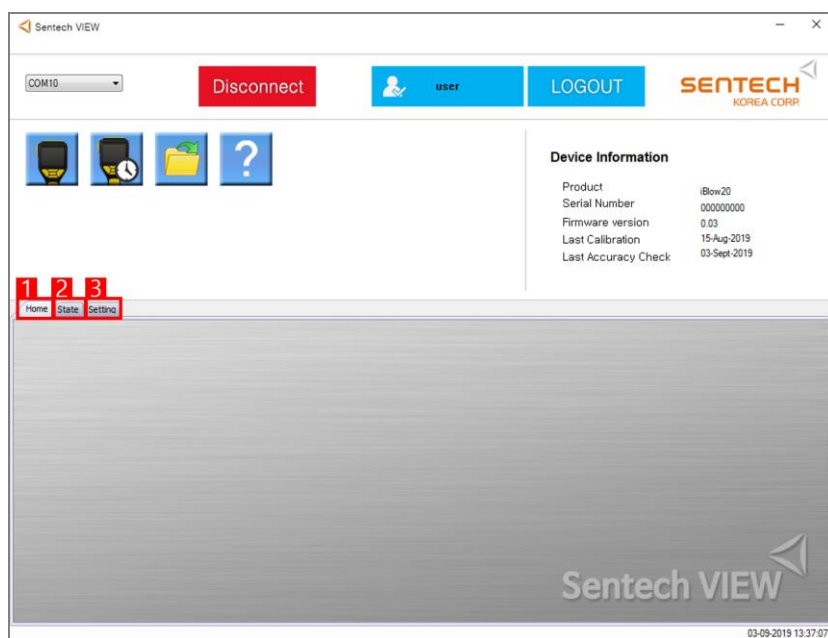 Sentech VIEW
COM10
Disconnect
user
LOGOUT
SENTECH
KOREA CORP.
?
Device Information
Product iBlow20
Serial Number 000000000
Firmware version 0.03
Last Calibration 15-Aug-2019
Last Accuracy Check 03-Sept-2019
1 2 3
Home State Setting
Sentech VIEW
03-09-2019 13:37:07